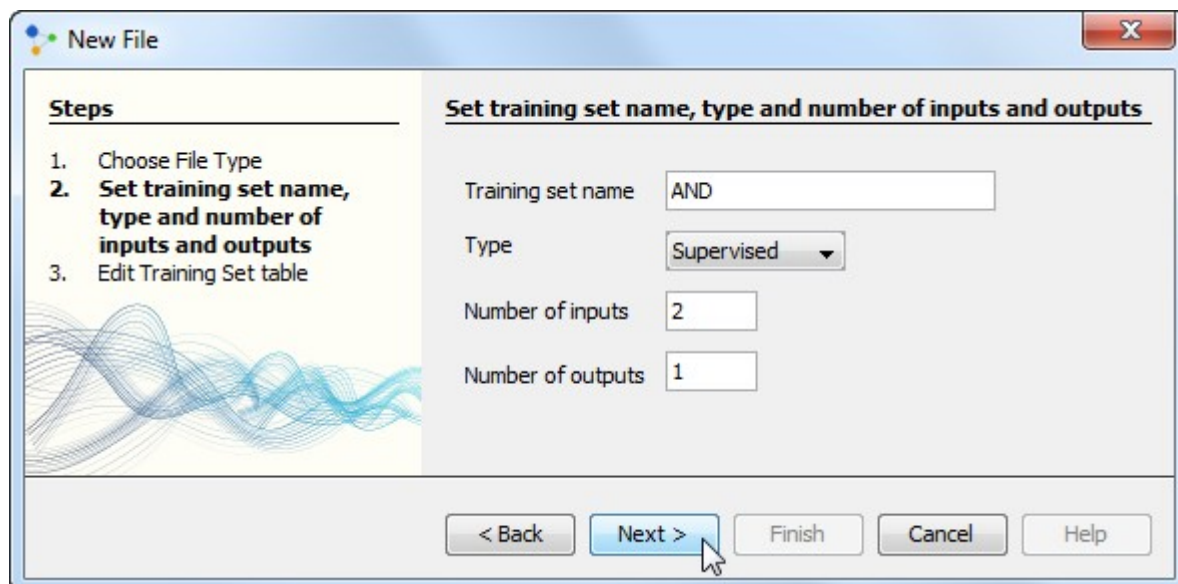 New File
X
Steps
1. Choose File Type
2. Set training set name,
type and number of
inputs and outputs
3. Edit Training Set table
Set training set name, type and number of inputs and outputs
Training set name AND
Type Supervised
Number of inputs 2
Number of outputs 1
< Back Next > Finish Cancel Help